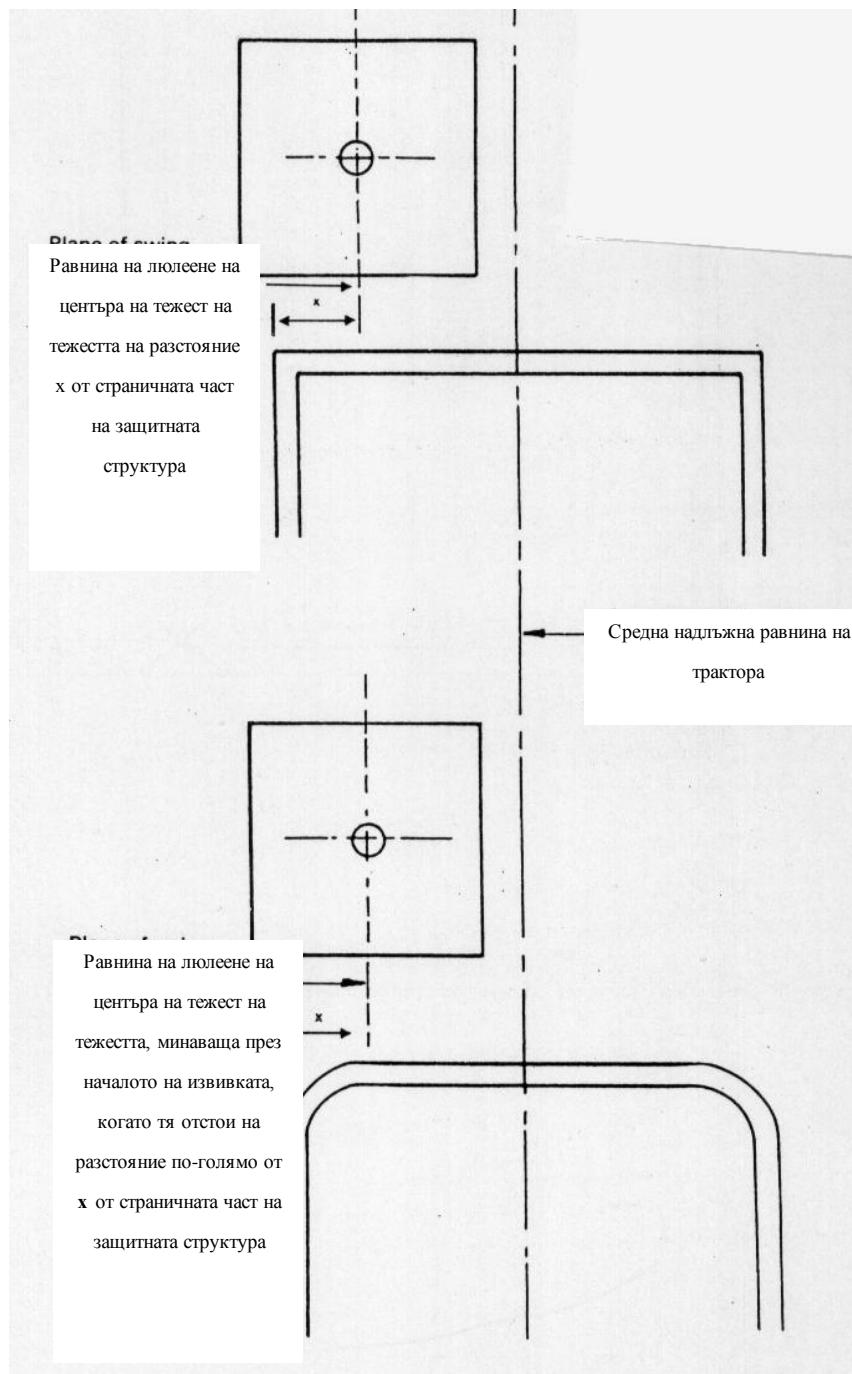 Plane of swing
Равнина на люлеене на
центъра на тежест на
тежестта на разстояние
x от страничната част
на защитната
структура
x
Средна надлъжна равнина на
трактора
Равнина на люлеене на
центъра на тежест на
тежестта, минаваща през
началото на извивката,
когато тя отстои на
разстояние по-голямо от
x от страничната част на
защитната структура
x